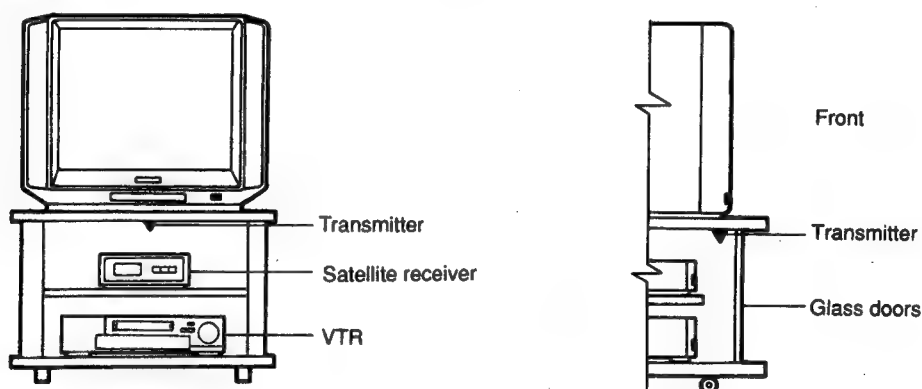 Transmitter
Satellite receiver
VTR
Front
Transmitter
Glass doors